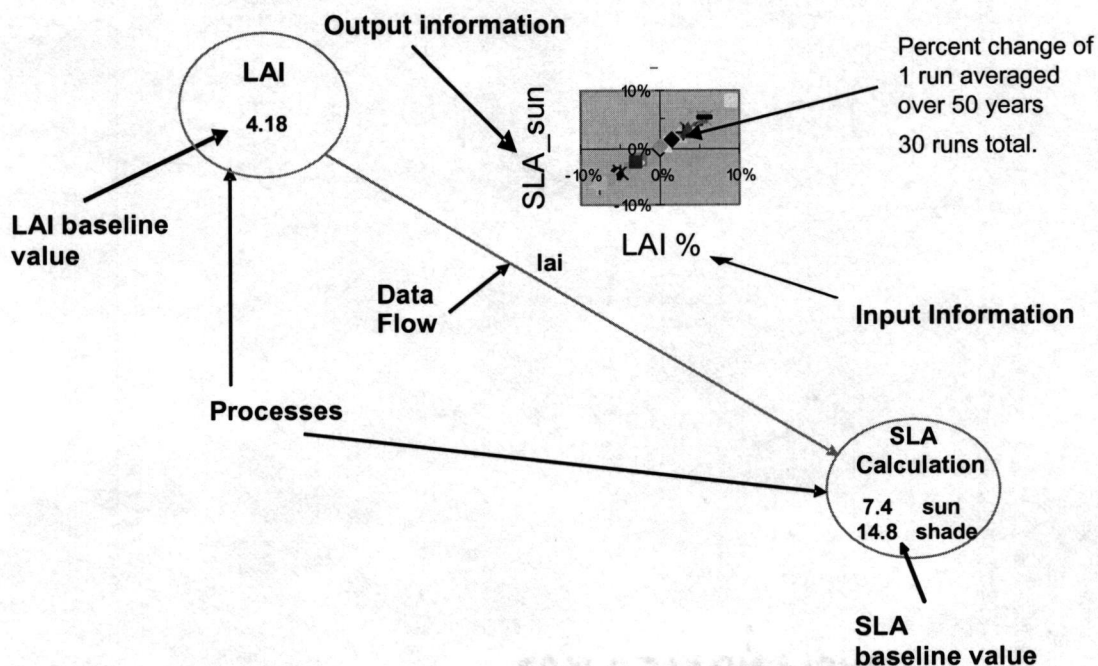 Output information
LAI
4.18
LAI baseline
value
SLA_sun
10%
0%
-10%
0%
10%
-10%
LAI %
Percent change of
1 run averaged
over 50 years
30 runs total.
lai
Data
Flow
Input Information
Processes
SLA
Calculation
7.4 sun
14.8 shade
SLA
baseline value